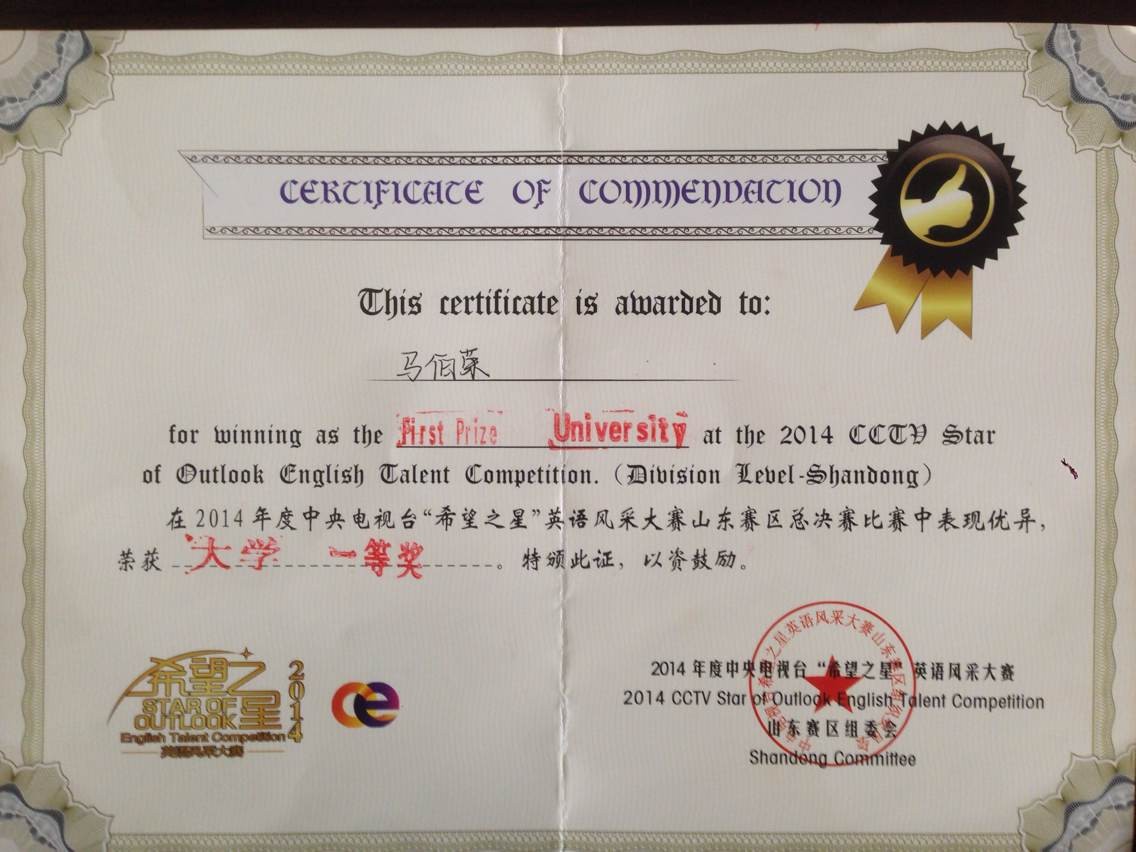 CERTIFICATE OF COMMENDATION
This certificate is awarded to:
马伯荣
for winning as the First Prize University at the 2014 CCTV Star
of Outlook English Talent Competition. (Division Level-Shandong)
在2014年度中央电视台“希望之星”英语风采大赛山东赛区总决赛比赛中表现优异，
荣获 大学 一等奖 。特颁此证，以资鼓励。
希望之星
STAR OF
OUTLOOK
2014
English Talent Competition
英语风采大赛
2014年度中央电视台“希望之星”英语风采大赛
2014 CCTV Star of Outlook English Talent Competition
山东赛区组委会
Shandong Committee